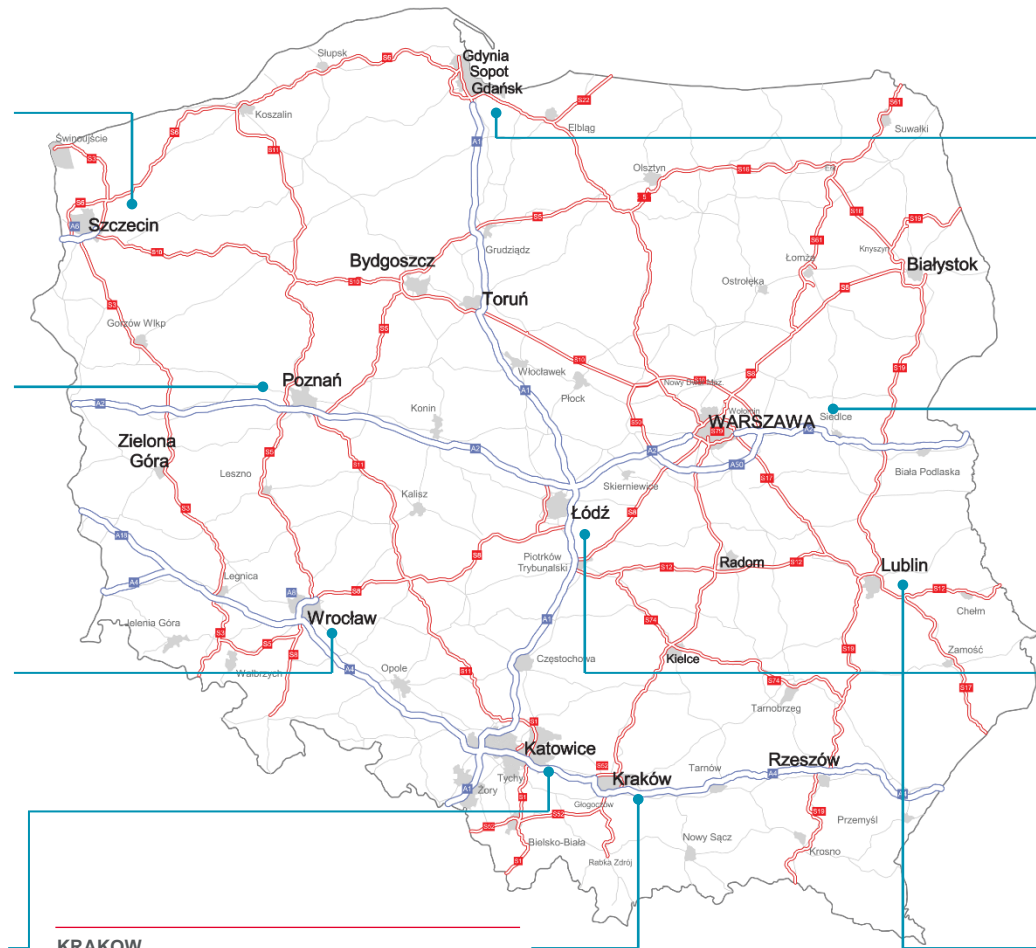 Gdynia
Sopot
Gdańsk
Słupsk
S6
Koszalin
S22
Elbląg
S61
Suwałki
Świnoujście
S3
S6
S11
A1
Olsztyn
S16
Ełk
S6
A6
Szczecin
S10
S5
Grudziądz
S16
S19
Knyszyn
S61
Łomża
Białystok
Bydgoszcz
S10
Toruń
Ostrołęka
S8
S3
Gorzów Wlkp
S5
S10
Włocławek
Płock
A1
S19
Nowy Dwór Maz.
S8
Poznań
A2
Konin
S50
Wołomin
WARSZAWA
S79
Siedlce
A2
Zielona
Góra
S5
S11
A2
A2
A50
Biała Podlaska
Leszno
Kalisz
Skierniewice
S17
S3
Łódź
S8
A18
S8
Piotrków
Trybunalski
S12
Radom
S12
Lublin
S12
Chełm
A4
Legnica
A8
S8
Wrocław
A1
S74
Jelenia Góra
S3
S5
S8
Wałbrzych
A4
Opole
S11
Częstochowa
Kielce
S19
S74
Tarnobrzeg
Zamość
S17
S1
Katowice
Tychy
S52
Kraków
Tarnów
A4
Rzeszów
A4
A1
Żory
S1
Głogoczów
S52
S52
Bielsko-Biała
S1
Rabka Zdrój
Nowy Sącz
S19
Przemyśl
Krosno
KRAKOW